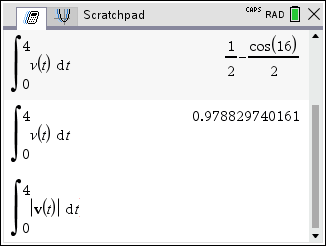 Scratchpad CAPS RAD
∫₀⁴ v(t) dt 1/2-cos(16)/2
∫₀⁴ v(t) dt 0.978829740161
∫₀⁴ |v(t)| dt